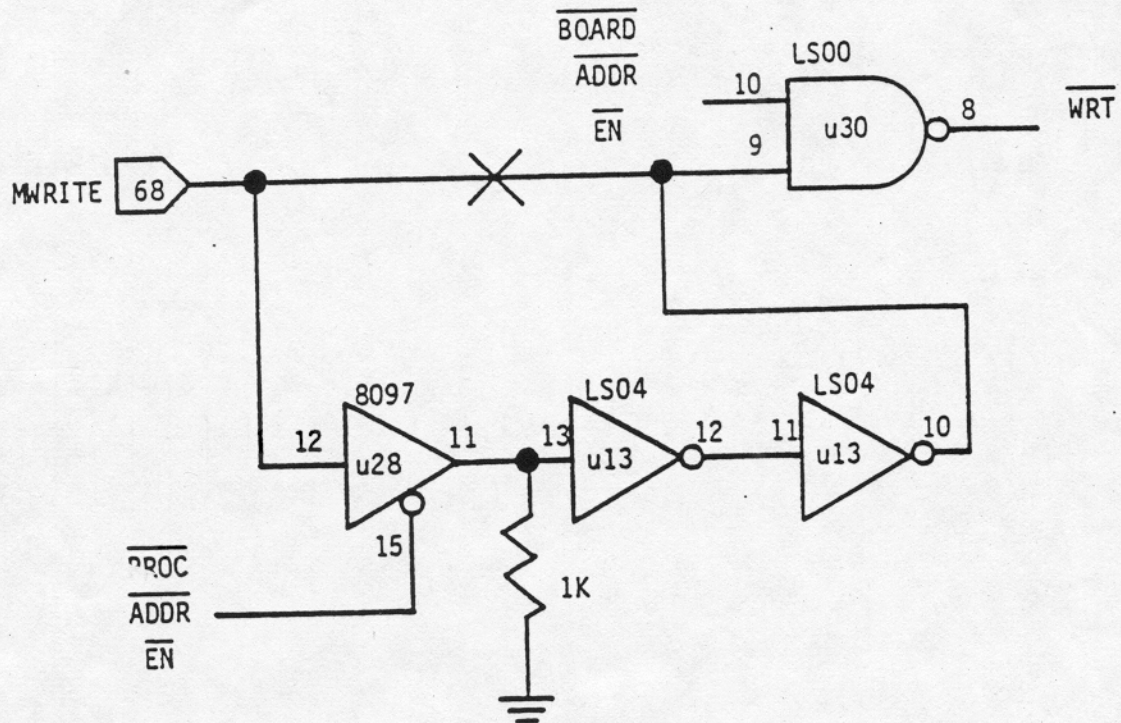 BOARD
ADDR
EN
LS00
10
9
u30
8
WRT
MWRITE 68
8097
12
u28
11
15
PROC
ADDR
EN
1K
LS04
13
u13
12
LS04
11
u13
10